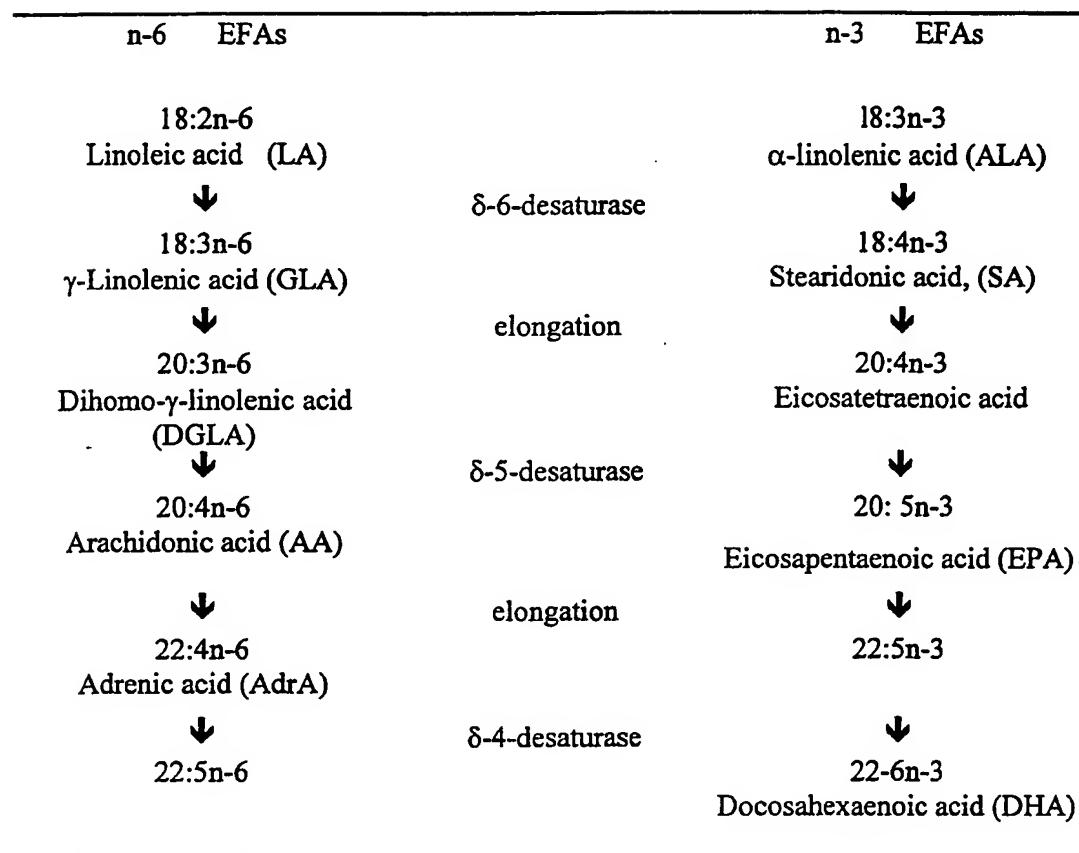 n-6 EFAs n-3 EFAs
18:2n-6 18:3n-3
Linoleic acid (LA) α-linolenic acid (ALA)
↓ δ-6-desaturase ↓
18:3n-6 18:4n-3
γ-Linolenic acid (GLA) Stearidonic acid, (SA)
↓ elongation ↓
20:3n-6 20:4n-3
Dihomo-γ-linolenic acid Eicosatetraenoic acid
(DGLA)
↓ δ-5-desaturase ↓
20:4n-6 20: 5n-3
Arachidonic acid (AA) Eicosapentaenoic acid (EPA)
↓ elongation ↓
22:4n-6 22:5n-3
Adrenic acid (AdrA)
↓ δ-4-desaturase ↓
22:5n-6 22-6n-3
Docosahexaenoic acid (DHA)